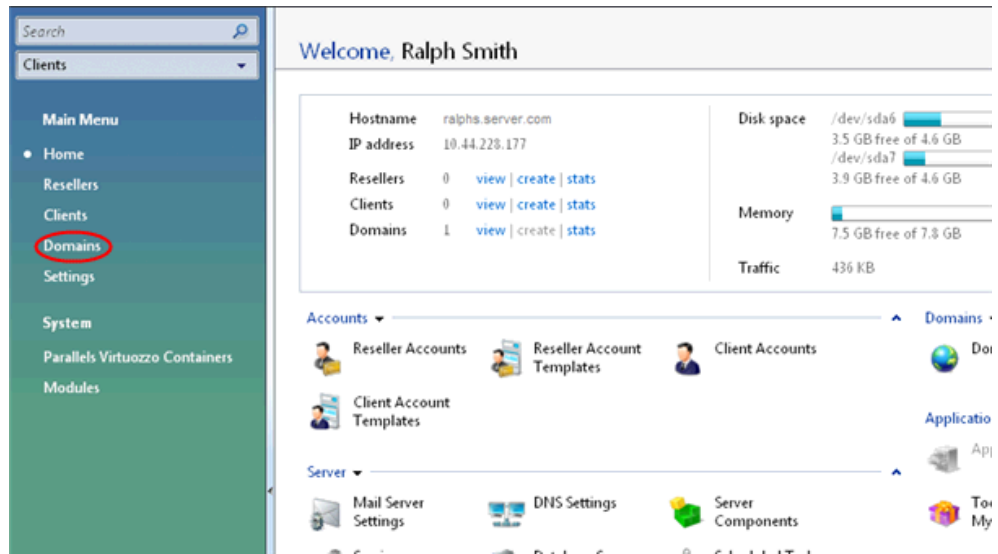 Search
Clients
Main Menu
Home
Resellers
Clients
Domains
Settings
System
Parallels Virtuozzo Containers
Modules
Welcome, Ralph Smith
Hostname ralphs.server.com
IP address 10.44.228.177
Resellers 0 view | create | stats
Clients 0 view | create | stats
Domains 1 view | create | stats
Disk space /dev/sda6
3.5 GB free of 4.6 GB
/dev/sda7
3.9 GB free of 4.6 GB
Memory
7.5 GB free of 7.8 GB
Traffic 436 KB
Accounts
Reseller Accounts
Reseller Account
Templates
Client Accounts
Client Account
Templates
Domains
Server
Mail Server
Settings
DNS Settings
Server
Components
My